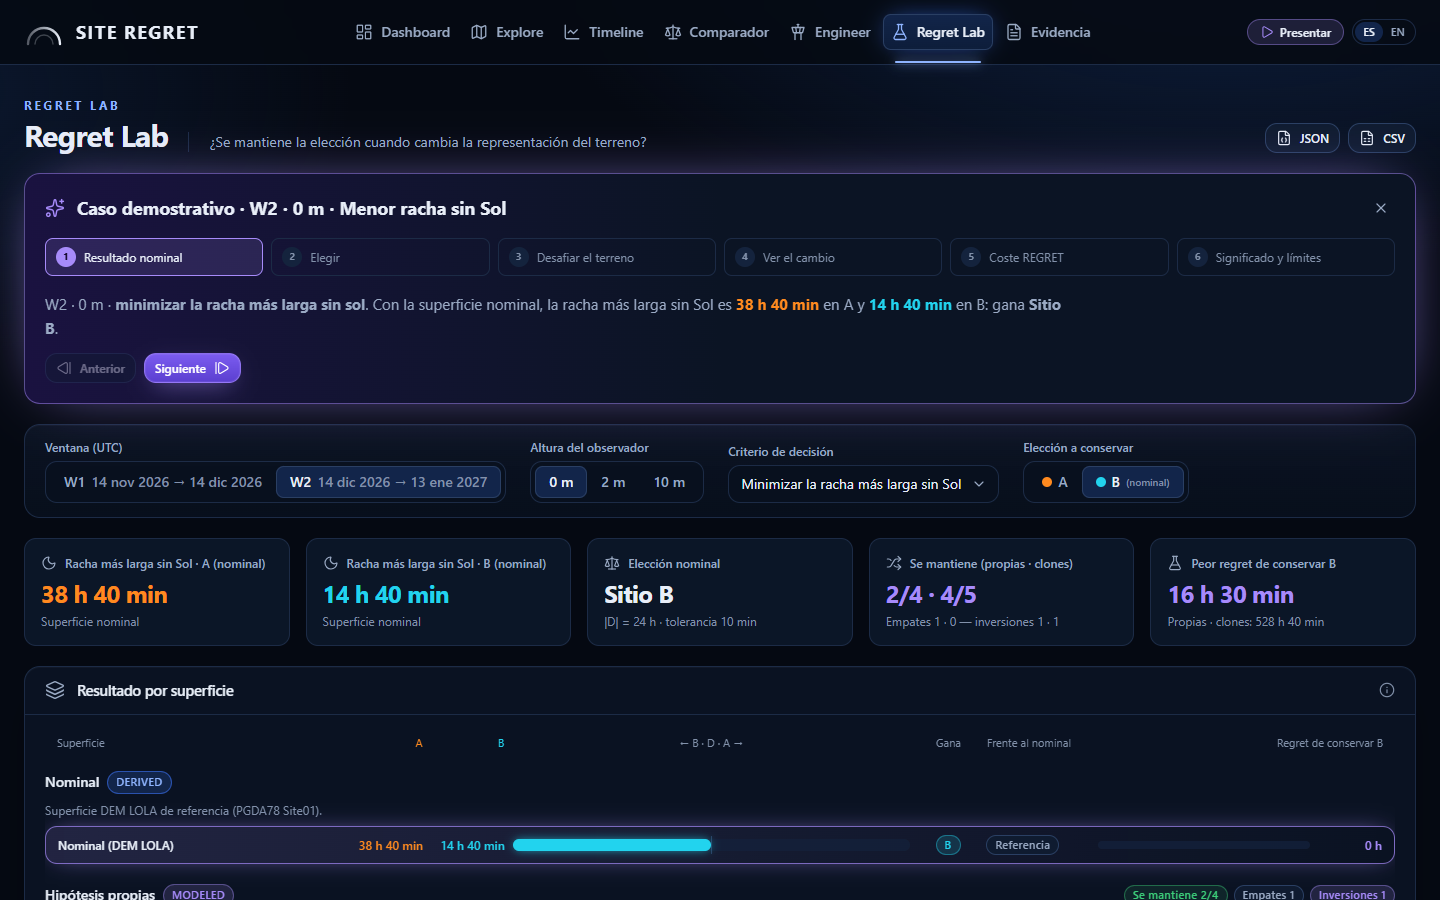 SITE REGRET
Dashboard
Explore
Timeline
Comparador
Engineer
Regret Lab
Evidencia
Presentar
ES
EN
REGRET LAB
Regret Lab
¿Se mantiene la elección cuando cambia la representación del terreno?
JSON
CSV
Caso demostrativo · W2 · 0 m · Menor racha sin Sol
1 Resultado nominal
2 Elegir
3 Desafiar el terreno
4 Ver el cambio
5 Coste REGRET
6 Significado y límites
W2 · 0 m · minimizar la racha más larga sin sol. Con la superficie nominal, la racha más larga sin Sol es 38 h 40 min en A y 14 h 40 min en B: gana Sitio
B.
Anterior
Siguiente
Ventana (UTC)
W1 14 nov 2026 → 14 dic 2026
W2 14 dic 2026 → 13 ene 2027
Altura del observador
0 m
2 m
10 m
Criterio de decisión
Minimizar la racha más larga sin Sol
Elección a conservar
A
B (nominal)
Racha más larga sin Sol · A (nominal)
38 h 40 min
Superficie nominal
Racha más larga sin Sol · B (nominal)
14 h 40 min
Superficie nominal
Elección nominal
Sitio B
|D| = 24 h · tolerancia 10 min
Se mantiene (propias · clones)
2/4 · 4/5
Empates 1 · 0 — inversiones 1 · 1
Peor regret de conservar B
16 h 30 min
Propias · clones: 528 h 40 min
Resultado por superficie
Superficie
A
B
← B · D · A →
Gana
Frente al nominal
Regret de conservar B
Nominal DERIVED
Superficie DEM LOLA de referencia (PGDA78 Site01).
Nominal (DEM LOLA)
38 h 40 min
14 h 40 min
B
Referencia
0 h
Hipótesis propias MODELED
Se mantiene 2/4
Empates 1
Inversiones 1